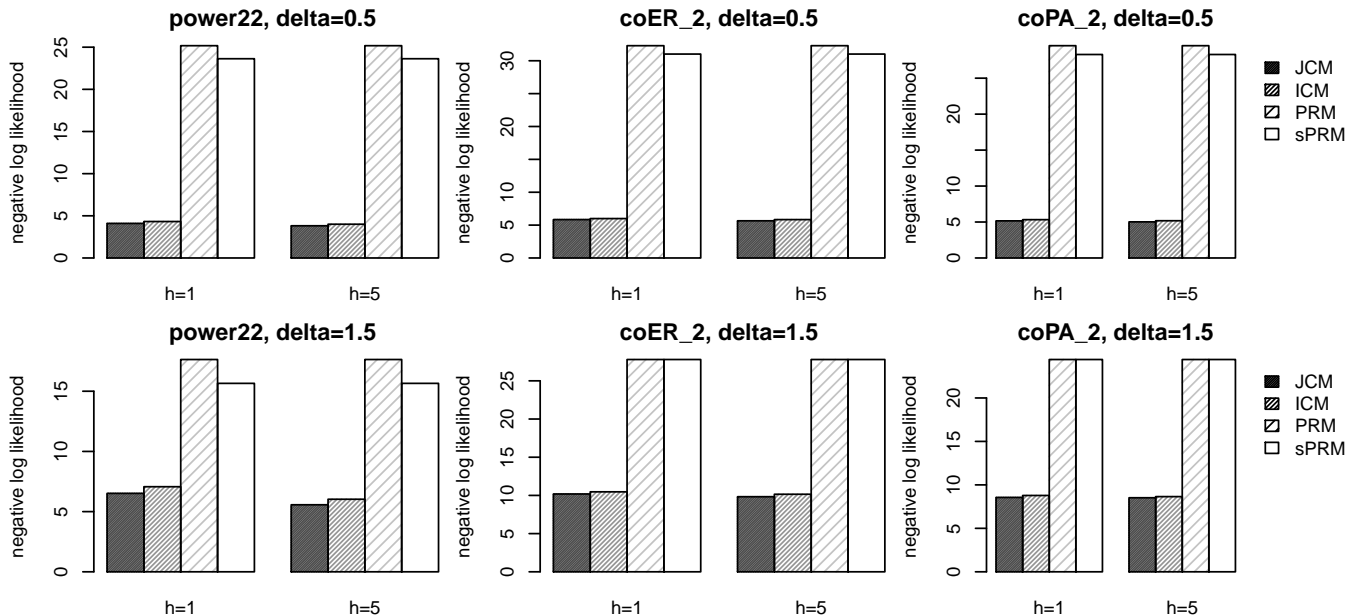 power22, delta=0.5
negative log likelihood
0
5
10
15
20
25
h=1
h=5
coER_2, delta=0.5
negative log likelihood
0
5
10
20
30
h=1
h=5
coPA_2, delta=0.5
negative log likelihood
0
5
10
20
h=1
h=5
JCM
ICM
PRM
sPRM
power22, delta=1.5
negative log likelihood
0
5
10
15
h=1
h=5
coER_2, delta=1.5
negative log likelihood
0
5
10
15
20
25
h=1
h=5
coPA_2, delta=1.5
negative log likelihood
0
5
10
15
20
h=1
h=5
JCM
ICM
PRM
sPRM